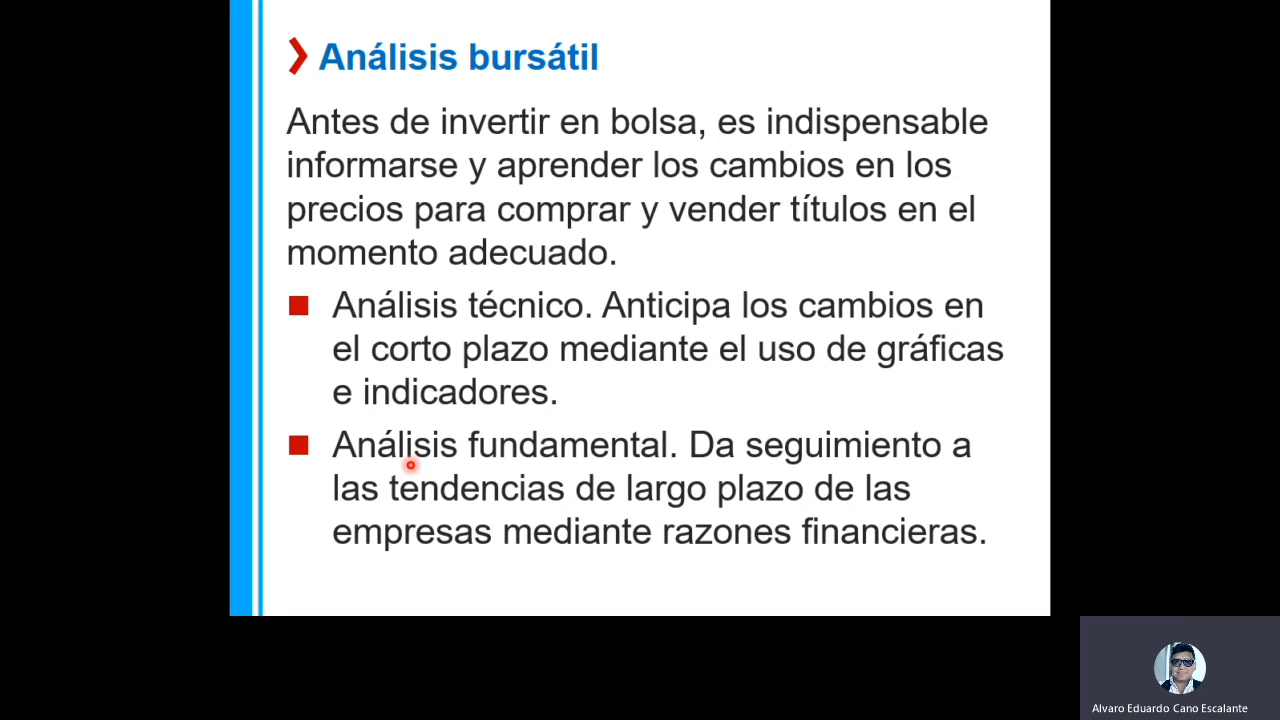 Análisis bursátil
Antes de invertir en bolsa, es indispensable
informarse y aprender los cambios en los
precios para comprar y vender títulos en el
momento adecuado.
Análisis técnico. Anticipa los cambios en
el corto plazo mediante el uso de gráficas
e indicadores.
Análisis fundamental. Da seguimiento a
las tendencias de largo plazo de las
empresas mediante razones financieras.
Alvaro Eduardo Cano Escalante